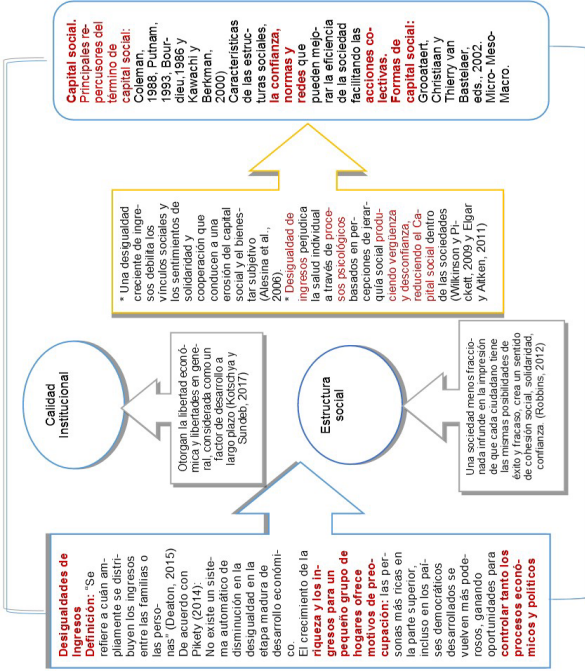 Desigualdades de
Ingresos
Definición: “Se
refiere a cuán am-
pliamente se distri-
buyen los ingresos
entre las familias o
las perso-
nas” (Deaton, 2015)
De acuerdo con
Pikety (2014):
No existe un siste-
ma automático de
disminución en la
desigualdad en la
etapa madura de
desarrollo económi-
co.
El crecimiento de la
riqueza y los in-
gresos para un
pequeño grupo de
hogares ofrece
motivos de preo-
cupación: las per-
sonas más ricas en
la parte superior,
incluso en los paí-
ses democráticos
desarrollados se
vuelven más pode-
rosos, ganando
oportunidades para
controlar tanto los
procesos econó-
micos y políticos
Calidad
Institucional
Otorgan la libertad econó-
mica y libertades en gene-
ral, considerada como un
factor de desarrollo a
largo plazo (Kotschya y
Sundeb, 2017)
Estructura
social
Una sociedad menos fraccio-
nada infunde en la impresión
de que cada ciudadano tiene
las mismas posibilidades de
éxito y fracaso, crea un sentido
de cohesión social, solidaridad,
confianza. (Robbins, 2012)
* Una desigualdad
creciente de ingre-
sos debilita los
vínculos sociales y
los sentimientos de
solidaridad y
cooperación que
conducen a una
erosión del capital
social y el bienes-
tar subjetivo
(Alesina et al..,
2006).
* Desigualdad de
ingresos perjudica
la salud individual
a través de proce-
sos psicológicos
basados en per-
cepciones de jerar-
quía social produ-
ciendo vergüenza
y desconfianza,
reduciendo el Ca-
pital social dentro
de las sociedades
(Wilkinson y Pi-
ckett, 2009 y Elgar
y Aitken, 2011)
Capital social.
Principales re-
percusores del
término de
capital social:
Coleman,
1988, Putnam,
1993, Bour-
dieu,1986 y
Kawachi y
Berkman,
2000)
Características
de las estruc-
turas sociales,
la confianza,
normas y
redes que
pueden mejo-
rar la eficiencia
de la sociedad
facilitando las
acciones co-
lectivas.
Formas de
capital social:
Grooataert,
Christiaan y
Thierry van
Bastelaer,
eds., 2002.
Micro- Meso-
Macro.